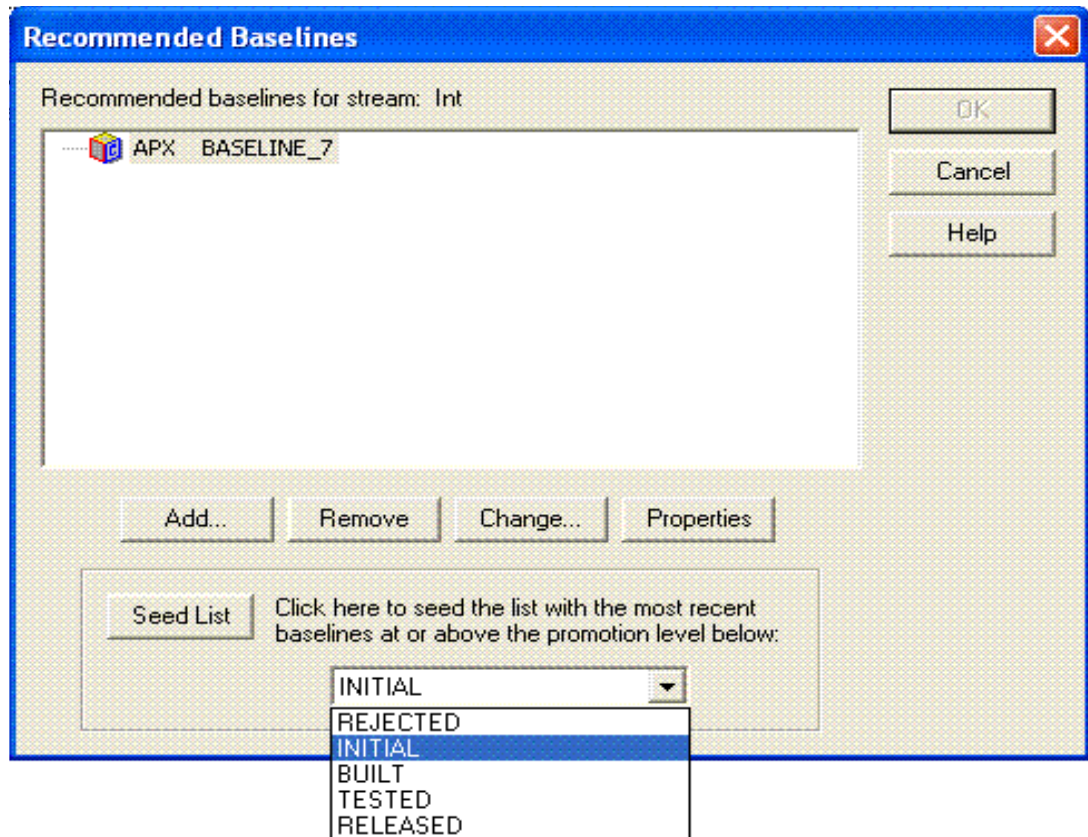 Recommended Baselines
Recommended baselines for stream: Int
APX BASELINE_7
OK
Cancel
Help
Add...
Remove
Change...
Properties
Seed List
Click here to seed the list with the most recent
baselines at or above the promotion level below:
INITIAL
REJECTED
INITIAL
BUILT
TESTED
RELEASED